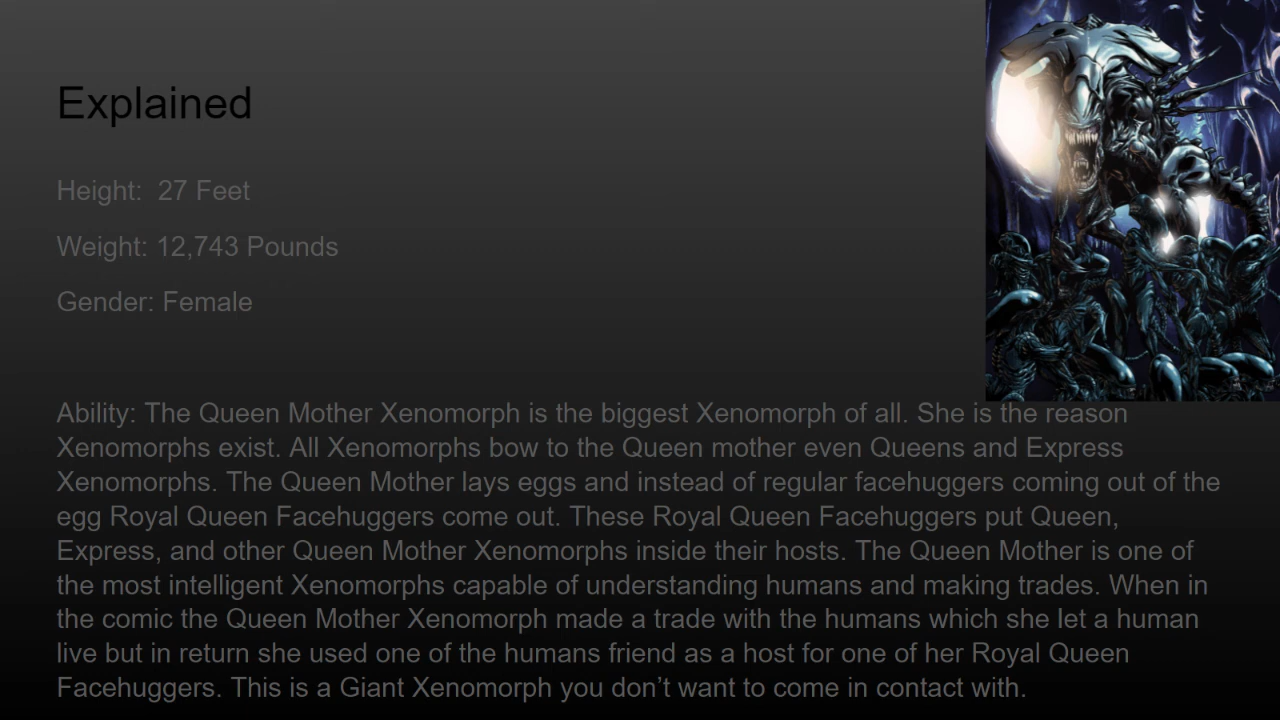 Explained
Height:  27 Feet
Weight: 12,743 Pounds
Gender: Female
Ability: The Queen Mother Xenomorph is the biggest Xenomorph of all. She is the reason
Xenomorphs exist. All Xenomorphs bow to the Queen mother even Queens and Express
Xenomorphs. The Queen Mother lays eggs and instead of regular facehuggers coming out of the
egg Royal Queen Facehuggers come out. These Royal Queen Facehuggers put Queen,
Express, and other Queen Mother Xenomorphs inside their hosts. The Queen Mother is one of
the most intelligent Xenomorphs capable of understanding humans and making trades. When in
the comic the Queen Mother Xenomorph made a trade with the humans which she let a human
live but in return she used one of the humans friend as a host for one of her Royal Queen
Facehuggers. This is a Giant Xenomorph you don’t want to come in contact with.